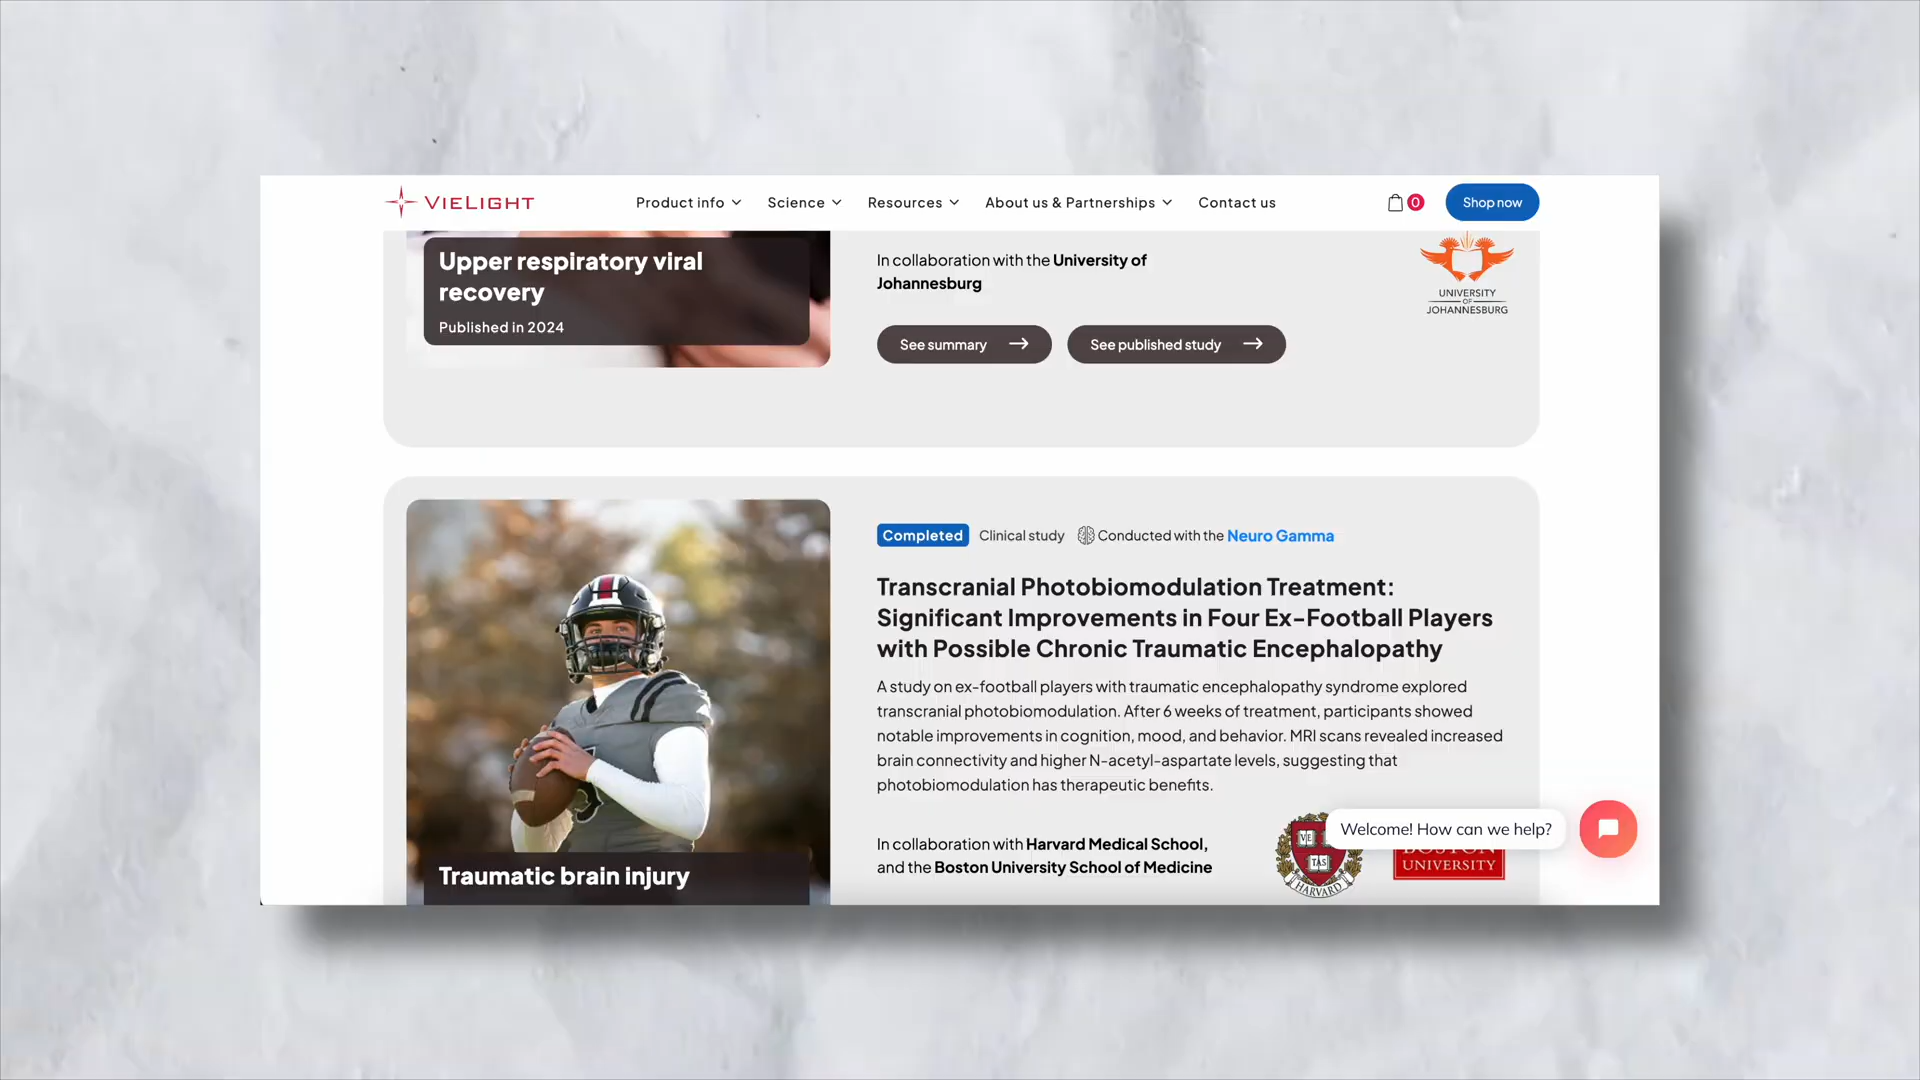 VIELIGHT
Product info
Science
Resources
About us & Partnerships
Contact us
0
Shop now
Upper respiratory viral
recovery
Published in 2024
In collaboration with the University of
Johannesburg
See summary
See published study
UNIVERSITY
OF
JOHANNESBURG
Completed Clinical study Conducted with the Neuro Gamma
Transcranial Photobiomodulation Treatment:
Significant Improvements in Four Ex-Football Players
with Possible Chronic Traumatic Encephalopathy
A study on ex-football players with traumatic encephalopathy syndrome explored
transcranial photobiomodulation. After 6 weeks of treatment, participants showed
notable improvements in cognition, mood, and behavior. MRI scans revealed increased
brain connectivity and higher N-acetyl-aspartate levels, suggesting that
photobiomodulation has therapeutic benefits.
In collaboration with Harvard Medical School,
and the Boston University School of Medicine
Traumatic brain injury
VE
TAS
HARVARD
BOSTON
UNIVERSITY
Welcome! How can we help?